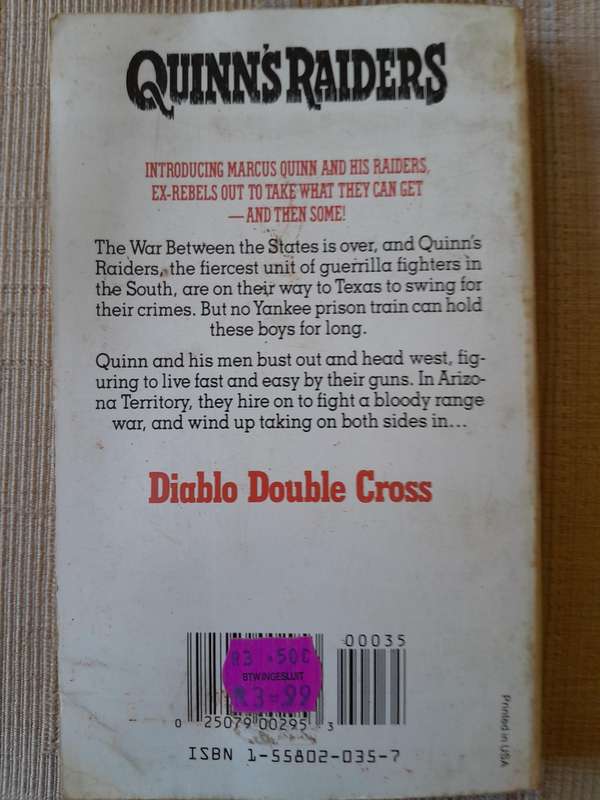 QUINN'S RAIDERS
INTRODUCING MARCUS QUINN AND HIS RAIDERS,
EX-REBELS OUT TO TAKE WHAT THEY CAN GET
—AND THEN SOME!
The War Between the States is over, and Quinn's
Raiders, the fiercest unit of guerrilla fighters in
the South, are on their way to Texas to swing for
their crimes. But no Yankee prison train can hold
these boys for long.
Quinn and his men bust out and head west, fig-
uring to live fast and easy by their guns. In Arizo-
na Territory, they hire on to fight a bloody range
war, and wind up taking on both sides in...
Diablo Double Cross
00035
BTWINGESLUIT
R3=99
0 25079 00295 3
ISBN 1-55802-035-7
Printed in USA